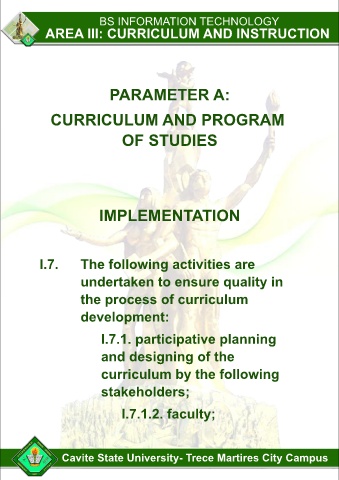 BS INFORMATION TECHNOLOGY
AREA III: CURRICULUM AND INSTRUCTION
PARAMETER A:
CURRICULUM AND PROGRAM
OF STUDIES
IMPLEMENTATION
I.7. The following activities are
undertaken to ensure quality in
the process of curriculum
development:
I.7.1. participative planning
and designing of the
curriculum by the following
stakeholders;
I.7.1.2. faculty;
Cavite State University- Trece Martires City Campus